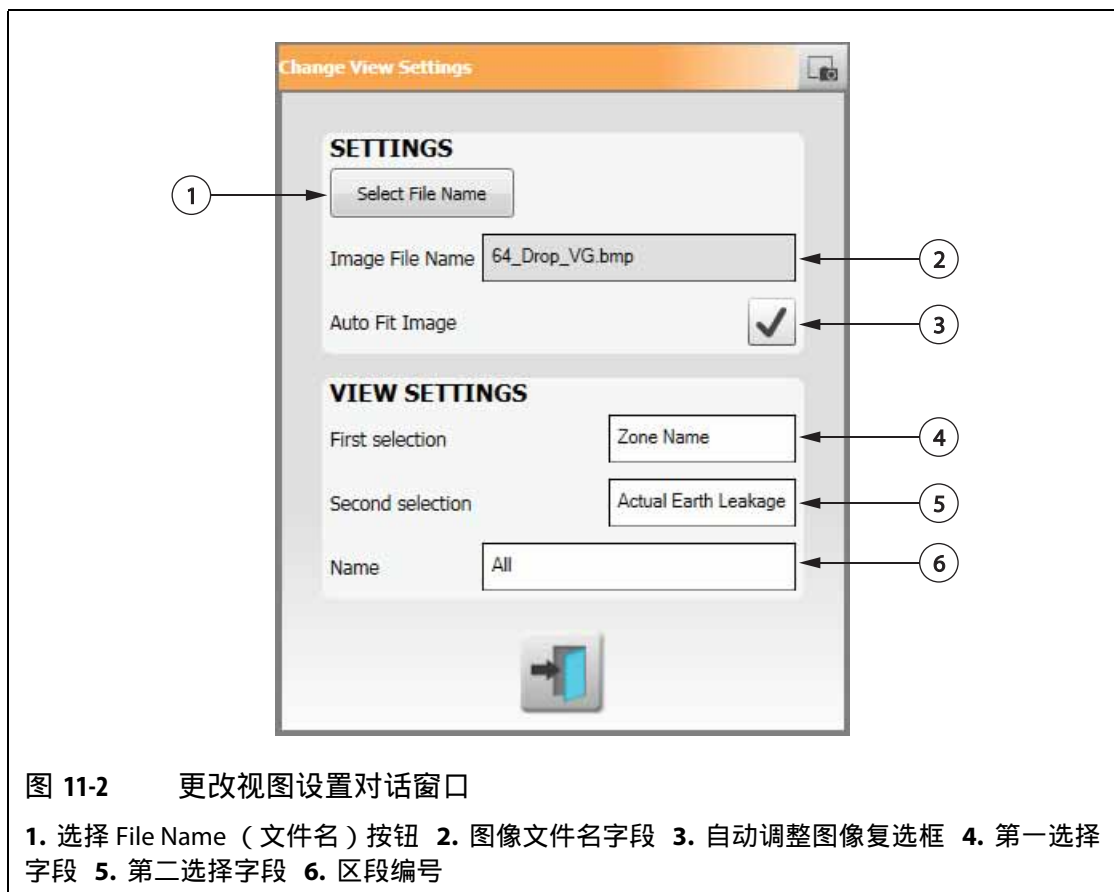 Change View Settings
SETTINGS
1
Select File Name
Image File Name 64_Drop_VG.bmp 2
Auto Fit Image 3
VIEW SETTINGS
First selection Zone Name 4
Second selection Actual Earth Leakage 5
Name All 6
图 11-2 更改视图设置对话窗口
1. 选择 File Name （文件名）按钮 2. 图像文件名字段 3. 自动调整图像复选框 4. 第一选择
字段 5. 第二选择字段 6. 区段编号